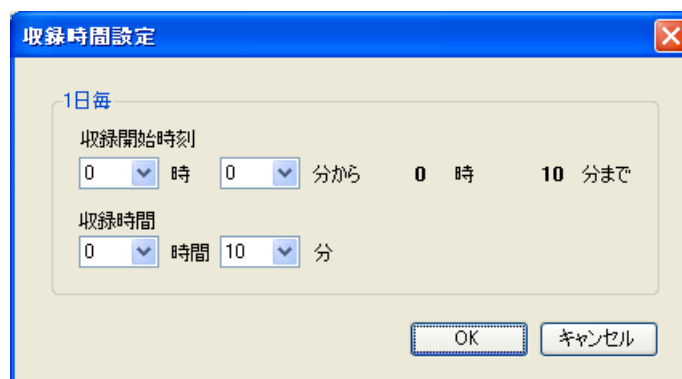 収録時間設定
1日毎
収録開始時刻
0 時 0 分から 0 時 10 分まで
収録時間
0 時間 10 分
OK キャンセル